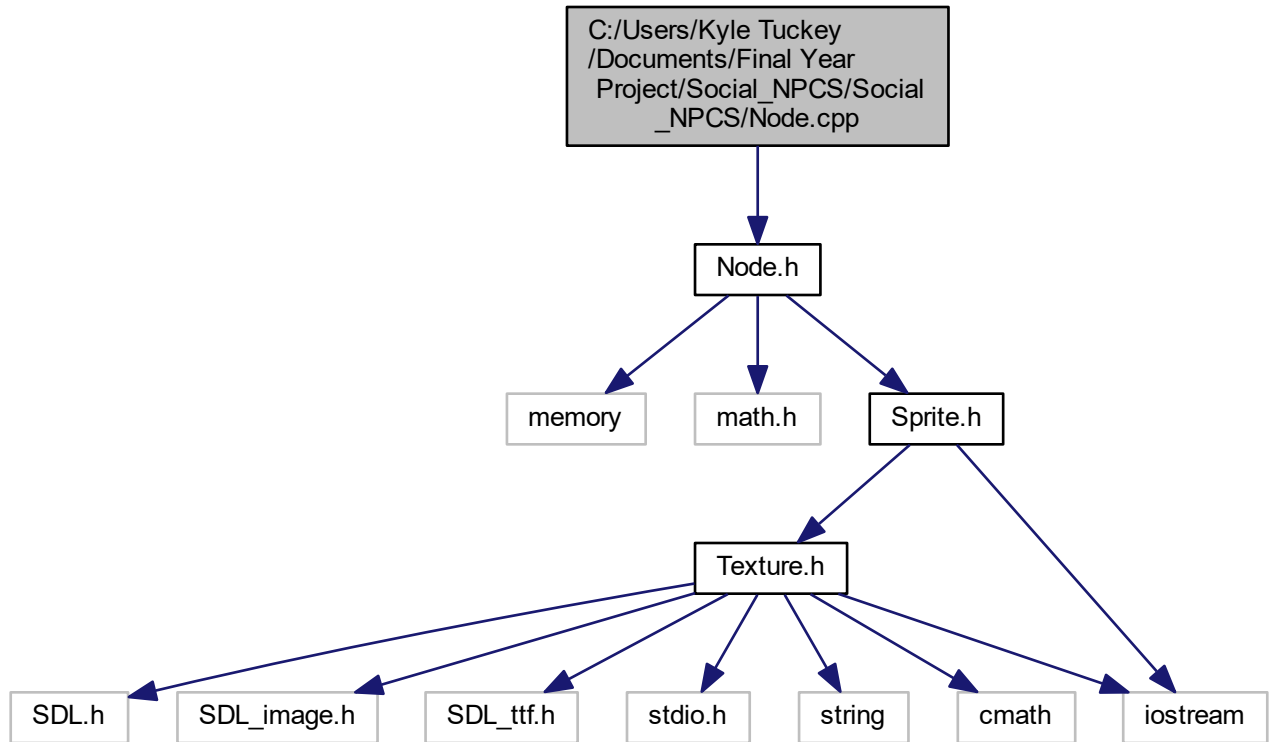 C:/Users/Kyle Tuckey
/Documents/Final Year
Project/Social_NPCS/Social
_NPCS/Node.cpp
Node.h
memory
math.h
Sprite.h
Texture.h
SDL.h
SDL_image.h
SDL_ttf.h
stdio.h
string
cmath
iostream